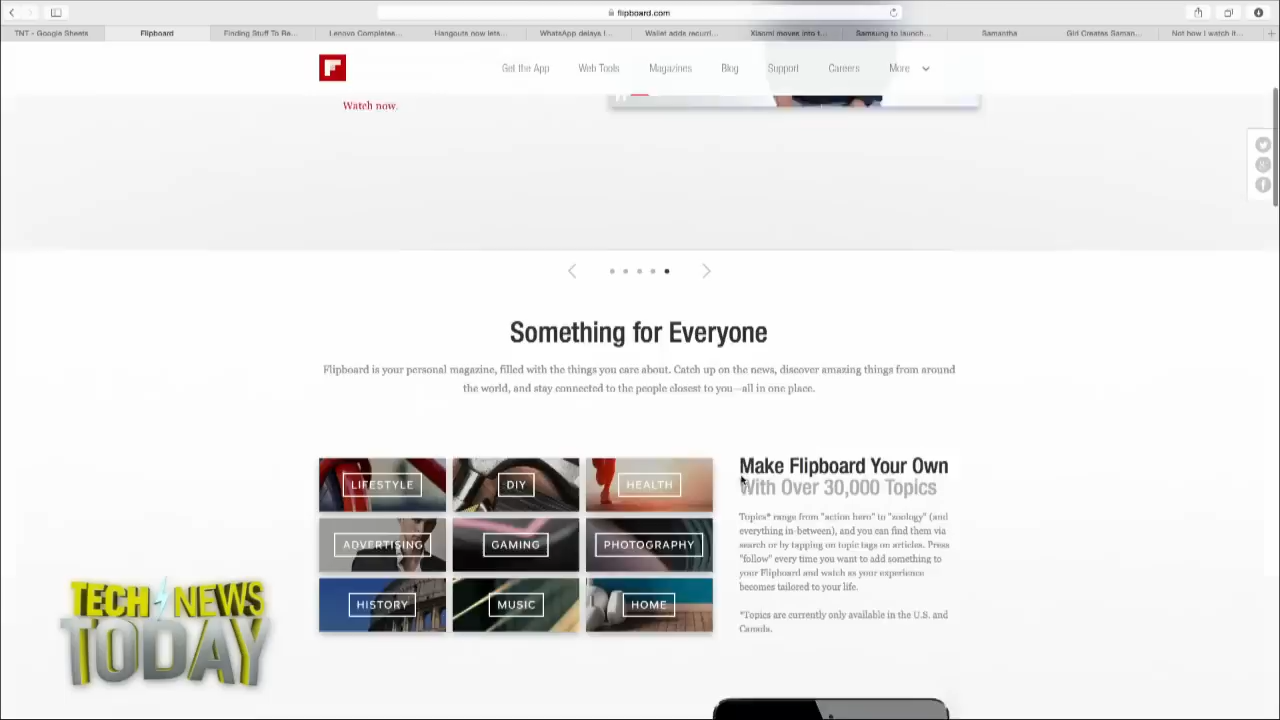 flipboard.com
TNT - Google Sheets
Flipboard
Finding Stuff To Re...
Lenovo Completes...
Hangouts now lets...
WhatsApp delays l...
Wallet adds recurri...
Xiaomi moves into t...
Samsung to launch...
Samantha
Girl Creates Saman...
Not how I watch it...
Get the App
Web Tools
Magazines
Blog
Support
Careers
More
Watch now.
Something for Everyone
Flipboard is your personal magazine, filled with the things you care about. Catch up on the news, discover amazing things from around
the world, and stay connected to the people closest to you—all in one place.
LIFESTYLE
DIY
HEALTH
ADVERTISING
GAMING
PHOTOGRAPHY
HISTORY
MUSIC
HOME
Make Flipboard Your Own
With Over 30,000 Topics
Topics* range from "action hero" to "zoology" (and
everything in-between), and you can find them via
search or by tapping on topic tags on articles. Press
"follow" every time you want to add something to
your Flipboard and watch as your experience
becomes tailored to your life.
*Topics are currently only available in the U.S. and
Canada.
TECH NEWS
TODAY